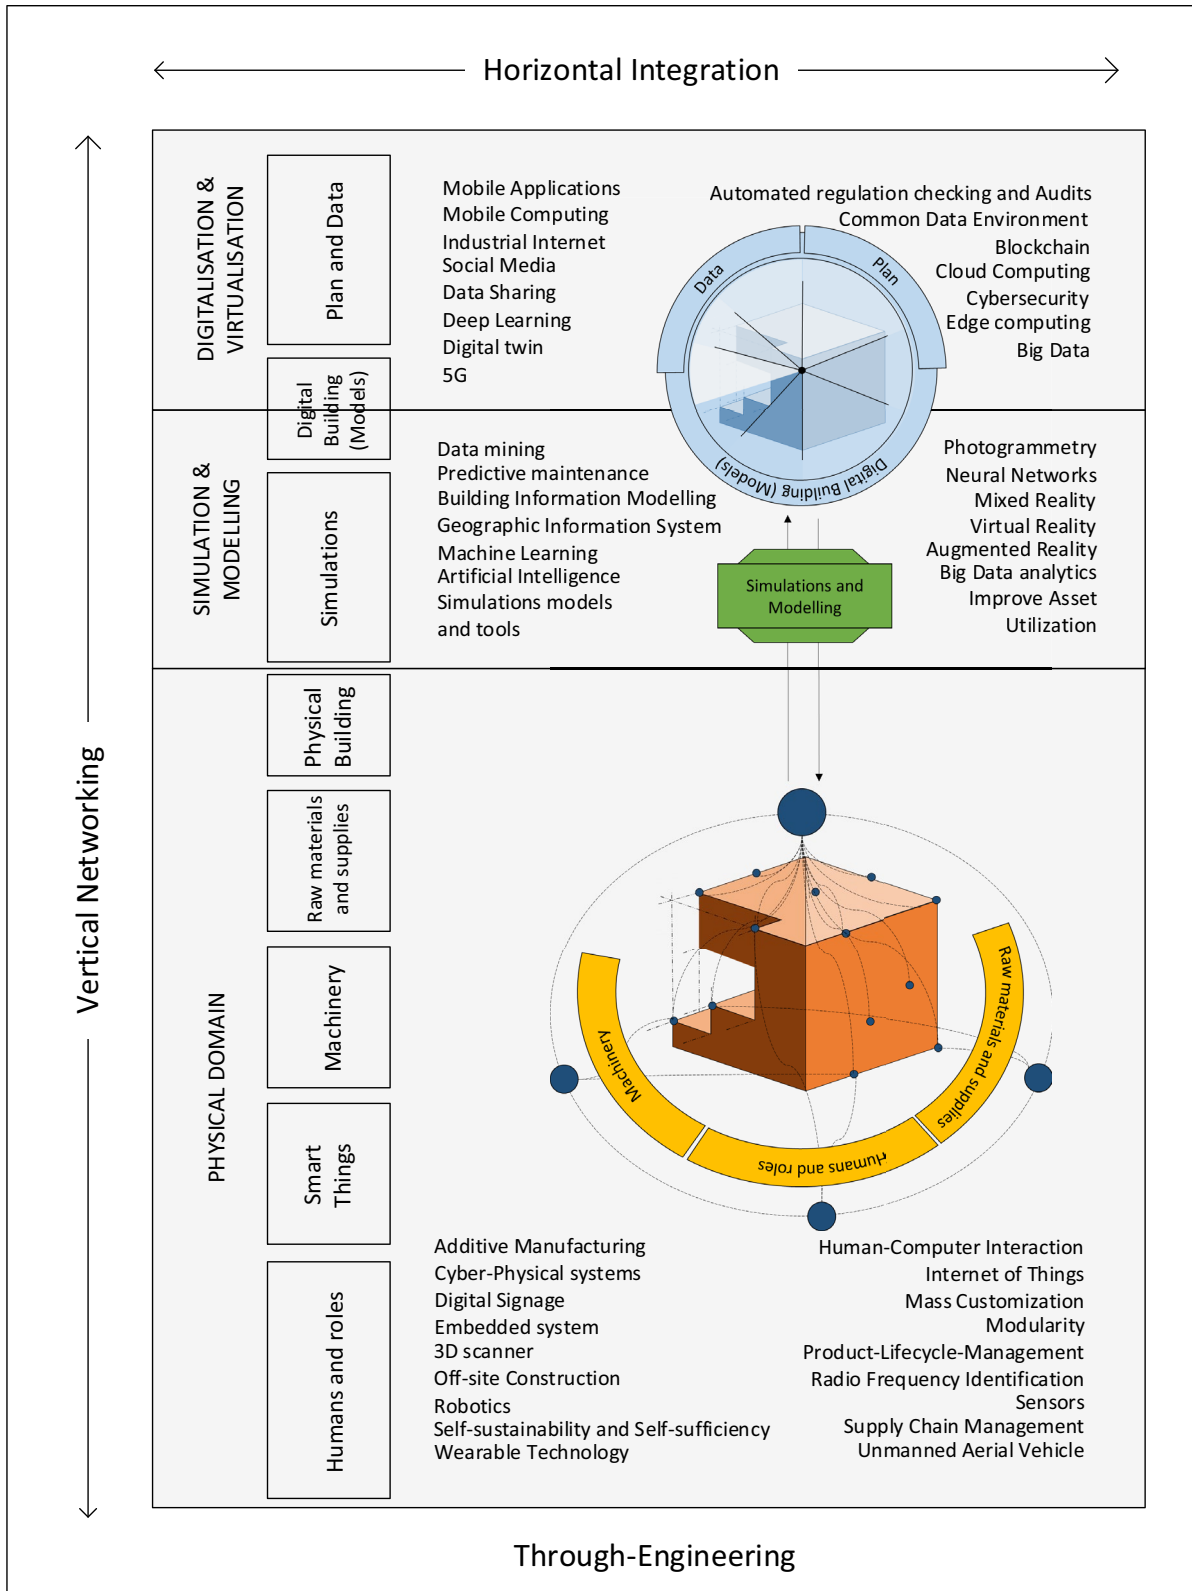 Horizontal Integration
Vertical Networking
DIGITALISATION &
VIRTUALISATION
Plan and Data
Mobile Applications
Mobile Computing
Industrial Internet
Social Media
Data Sharing
Deep Learning
Digital twin
5G
Automated regulation checking and Audits
Common Data Environment
Blockchain
Cloud Computing
Cybersecurity
Edge computing
Big Data
Data
Plan
Digital Building (Models)
Digital
Building
(Models)
SIMULATION &
MODELLING
Simulations
Data mining
Predictive maintenance
Building Information Modelling
Geographic Information System
Machine Learning
Artificial Intelligence
Simulations models
and tools
Simulations and
Modelling
Photogrammetry
Neural Networks
Mixed Reality
Virtual Reality
Augmented Reality
Big Data analytics
Improve Asset
Utilization
PHYSICAL DOMAIN
Physical
Building
Raw materials
and supplies
Machinery
Smart
Things
Humans and roles
Machinery
Humans and roles
Raw materials and supplies
Additive Manufacturing
Cyber-Physical systems
Digital Signage
Embedded system
3D scanner
Off-site Construction
Robotics
Self-sustainability and Self-sufficiency
Wearable Technology
Human-Computer Interaction
Internet of Things
Mass Customization
Modularity
Product-Lifecycle-Management
Radio Frequency Identification
Sensors
Supply Chain Management
Unmanned Aerial Vehicle
Through-Engineering